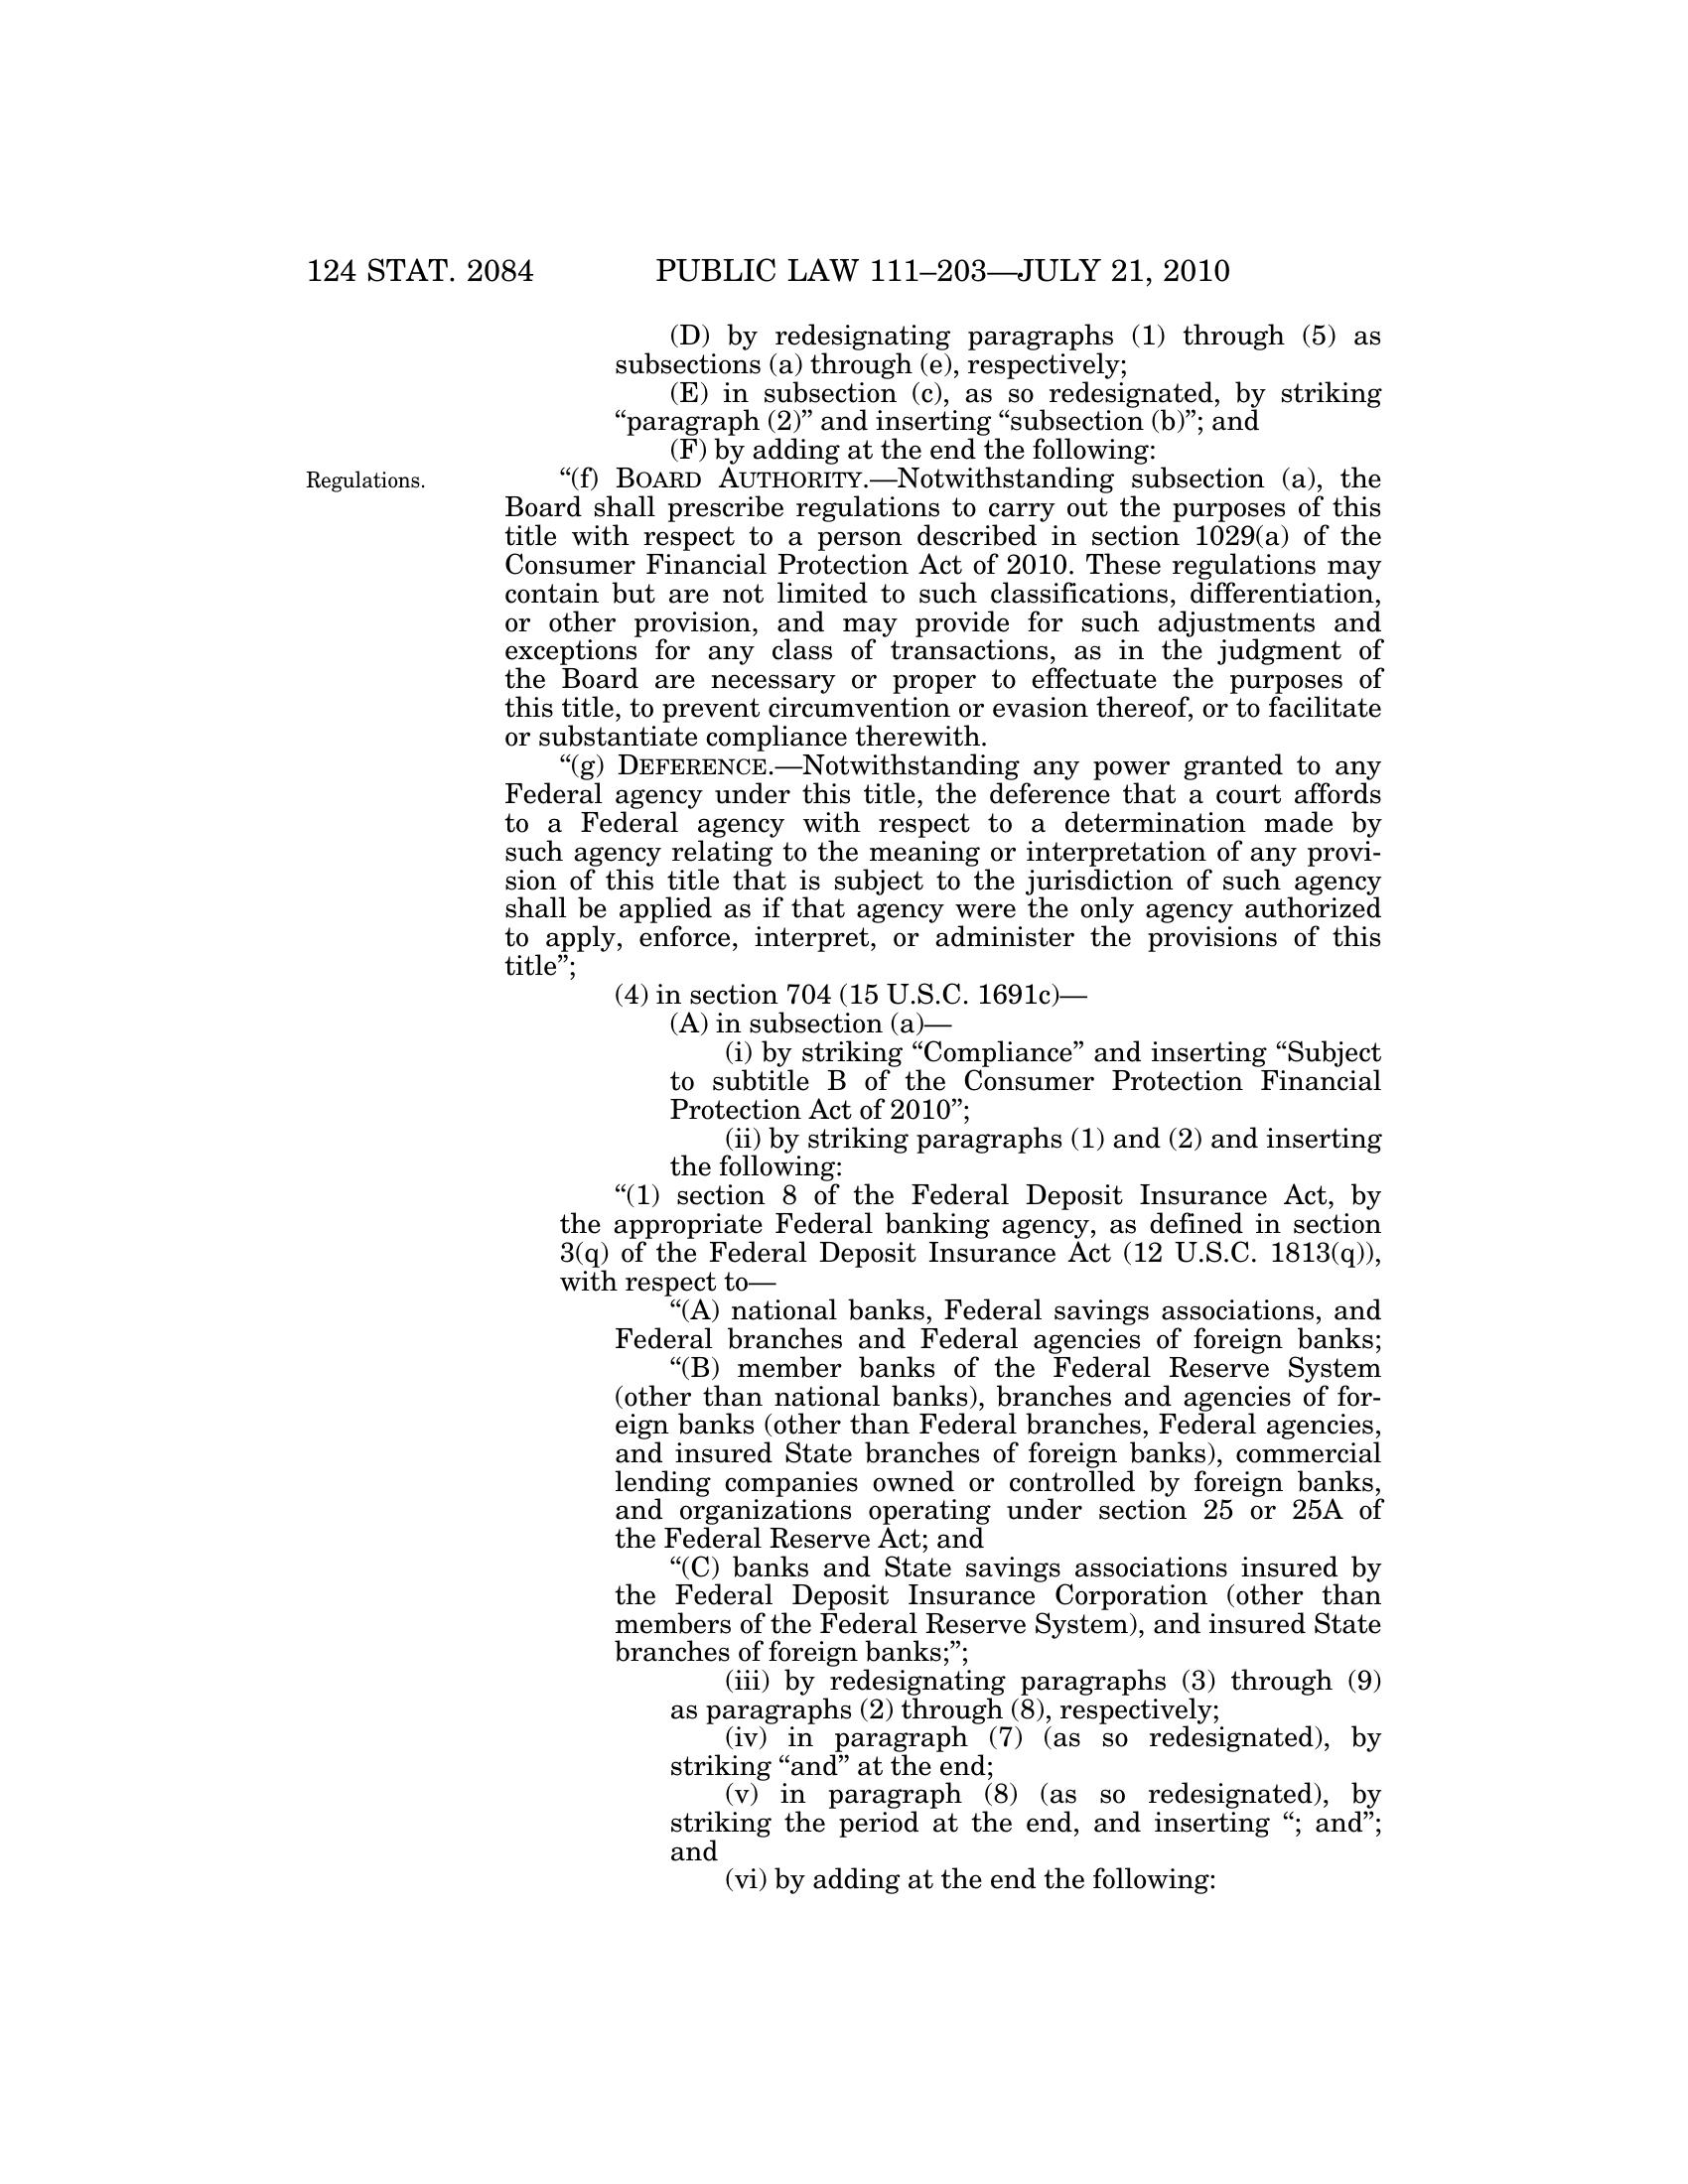 124 STAT. 2084 PUBLIC LAW 111–203—JULY 21, 2010
(D) by redesignating paragraphs (1) through (5) as
subsections (a) through (e), respectively;
(E) in subsection (c), as so redesignated, by striking
“paragraph (2)” and inserting “subsection (b)”; and
(F) by adding at the end the following:
Regulations.
“(f) BOARD AUTHORITY.—Notwithstanding subsection (a), the
Board shall prescribe regulations to carry out the purposes of this
title with respect to a person described in section 1029(a) of the
Consumer Financial Protection Act of 2010. These regulations may
contain but are not limited to such classifications, differentiation,
or other provision, and may provide for such adjustments and
exceptions for any class of transactions, as in the judgment of
the Board are necessary or proper to effectuate the purposes of
this title, to prevent circumvention or evasion thereof, or to facilitate
or substantiate compliance therewith.
“(g) DEFERENCE.—Notwithstanding any power granted to any
Federal agency under this title, the deference that a court affords
to a Federal agency with respect to a determination made by
such agency relating to the meaning or interpretation of any provi-
sion of this title that is subject to the jurisdiction of such agency
shall be applied as if that agency were the only agency authorized
to apply, enforce, interpret, or administer the provisions of this
title”;
(4) in section 704 (15 U.S.C. 1691c)—
(A) in subsection (a)—
(i) by striking “Compliance” and inserting “Subject
to subtitle B of the Consumer Protection Financial
Protection Act of 2010”;
(ii) by striking paragraphs (1) and (2) and inserting
the following:
“(1) section 8 of the Federal Deposit Insurance Act, by
the appropriate Federal banking agency, as defined in section
3(q) of the Federal Deposit Insurance Act (12 U.S.C. 1813(q)),
with respect to—
“(A) national banks, Federal savings associations, and
Federal branches and Federal agencies of foreign banks;
“(B) member banks of the Federal Reserve System
(other than national banks), branches and agencies of for-
eign banks (other than Federal branches, Federal agencies,
and insured State branches of foreign banks), commercial
lending companies owned or controlled by foreign banks,
and organizations operating under section 25 or 25A of
the Federal Reserve Act; and
“(C) banks and State savings associations insured by
the Federal Deposit Insurance Corporation (other than
members of the Federal Reserve System), and insured State
branches of foreign banks;”;
(iii) by redesignating paragraphs (3) through (9)
as paragraphs (2) through (8), respectively;
(iv) in paragraph (7) (as so redesignated), by
striking “and” at the end;
(v) in paragraph (8) (as so redesignated), by
striking the period at the end, and inserting “; and”;
and
(vi) by adding at the end the following: